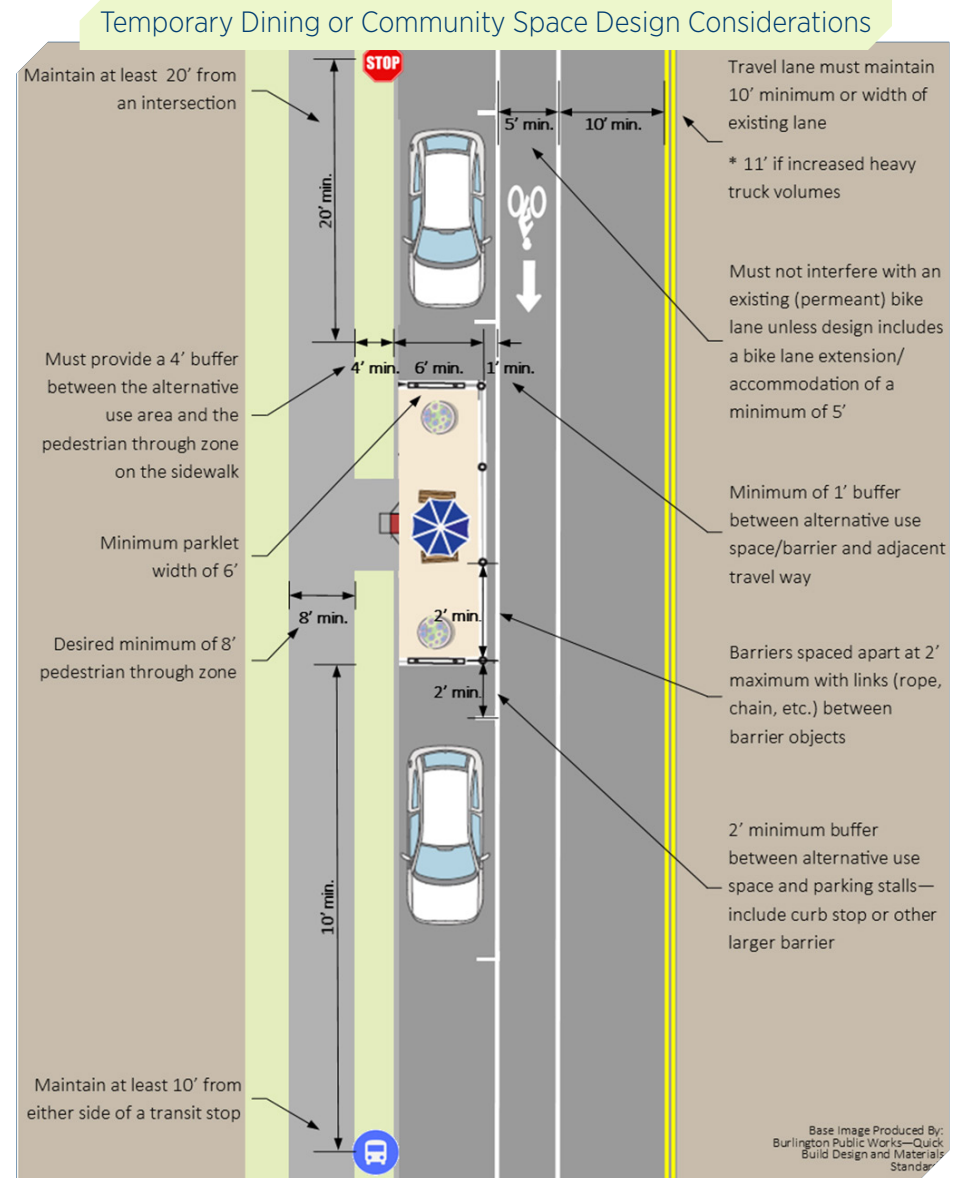 Temporary Dining or Community Space Design Considerations
Maintain at least 20’ from
an intersection
STOP
5’ min.
10’ min.
Travel lane must maintain
10’ minimum or width of
existing lane
* 11’ if increased heavy
truck volumes
20’ min.
Must not interfere with an
existing (permeant) bike
lane unless design includes
a bike lane extension/
accommodation of a
minimum of 5’
Must provide a 4’ buffer
between the alternative
use area and the
pedestrian through zone
on the sidewalk
4’ min.
6’ min.
1’ min.
Minimum of 1’ buffer
between alternative use
space/barrier and adjacent
travel way
Minimum parklet
width of 6’
8’ min.
2’ min.
Desired minimum of 8’
pedestrian through zone
Barriers spaced apart at 2’
maximum with links (rope,
chain, etc.) between
barrier objects
2’ min.
2’ minimum buffer
between alternative use
space and parking stalls—
include curb stop or other
larger barrier
10’ min.
Maintain at least 10’ from
either side of a transit stop
Base Image Produced By:
Burlington Public Works—Quick
Build Design and Materials